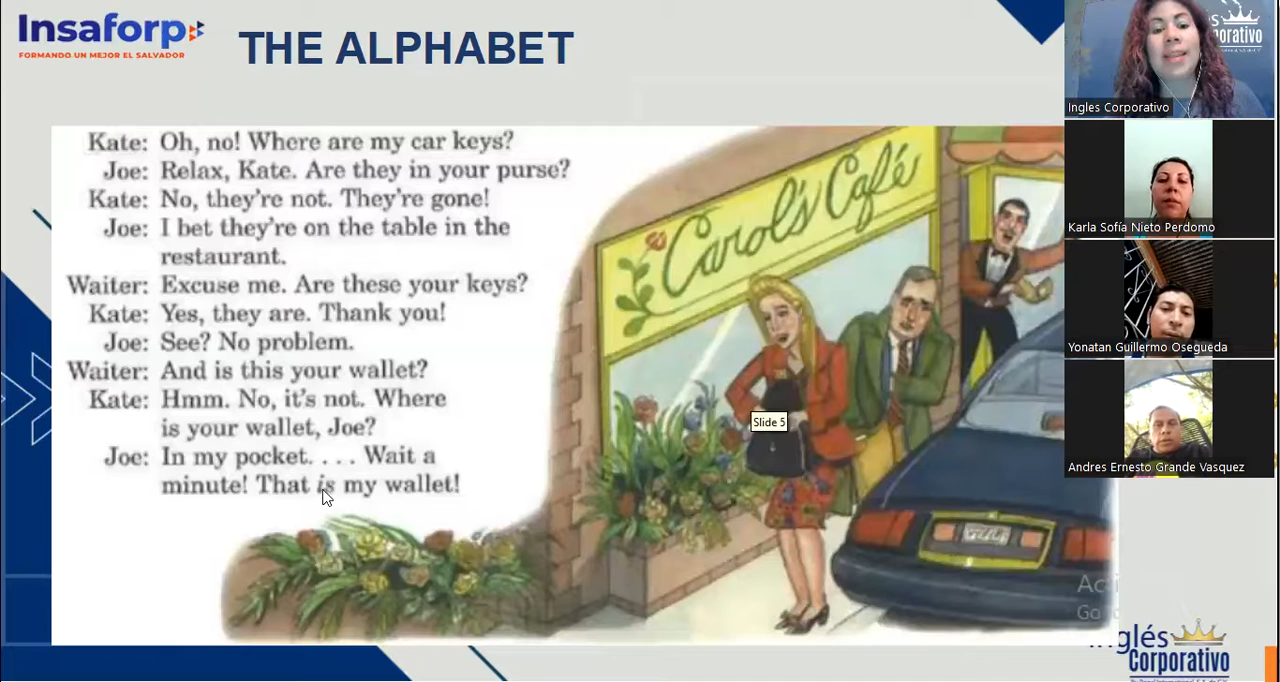 Insaforp
FORMANDO UN MEJOR EL SALVADOR
THE ALPHABET
Kate: Oh, no! Where are my car keys?
Joe: Relax, Kate. Are they in your purse?
Kate: No, they're not. They're gone!
Joe: I bet they're on the table in the
restaurant.
Waiter: Excuse me. Are these your keys?
Kate: Yes, they are. Thank you!
Joe: See? No problem.
Waiter: And is this your wallet?
Kate: Hmm. No, it's not. Where
is your wallet, Joe?
Joe: In my pocket. . . . Wait a
minute! That is my wallet!
Carol's Café
Slide 5
Ingles Corporativo
Karla Sofía Nieto Perdomo
Yonatan Guillermo Osegueda
Andres Ernesto Grande Vasquez
Inglés
Corporativo